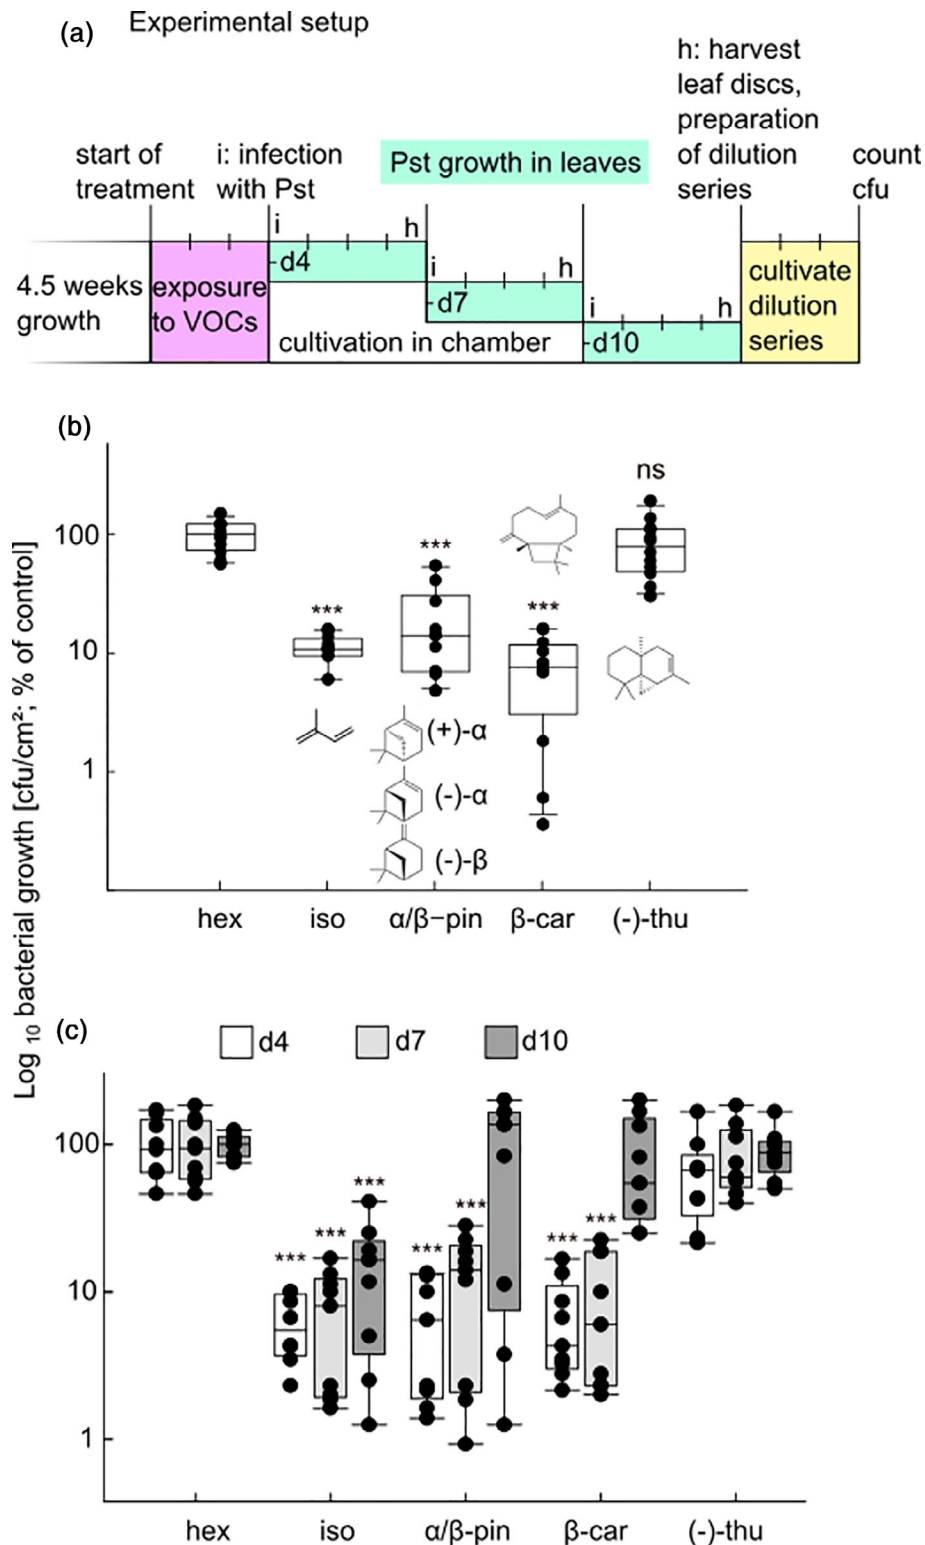 (a)
Experimental setup
h: harvest
leaf discs,
preparation
of dilution
series
start of
treatment
i: infection
with Pst
Pst growth in leaves
count
cfu
i
h
d4
i
h
d7
i
h
d10
4.5 weeks
growth
exposure
to VOCs
cultivation in chamber
cultivate
dilution
series
(b)
Log 10 bacterial growth [cfu/cm²; % of control]
100
10
1
***
***
***
ns
(+)-α
(-)-α
(-)-β
hex
iso
α/β−pin
β-car
(-)-thu
(c)
d4
d7
d10
100
10
1
***
***
***
***
***
***
***
hex
iso
α/β-pin
β-car
(-)-thu